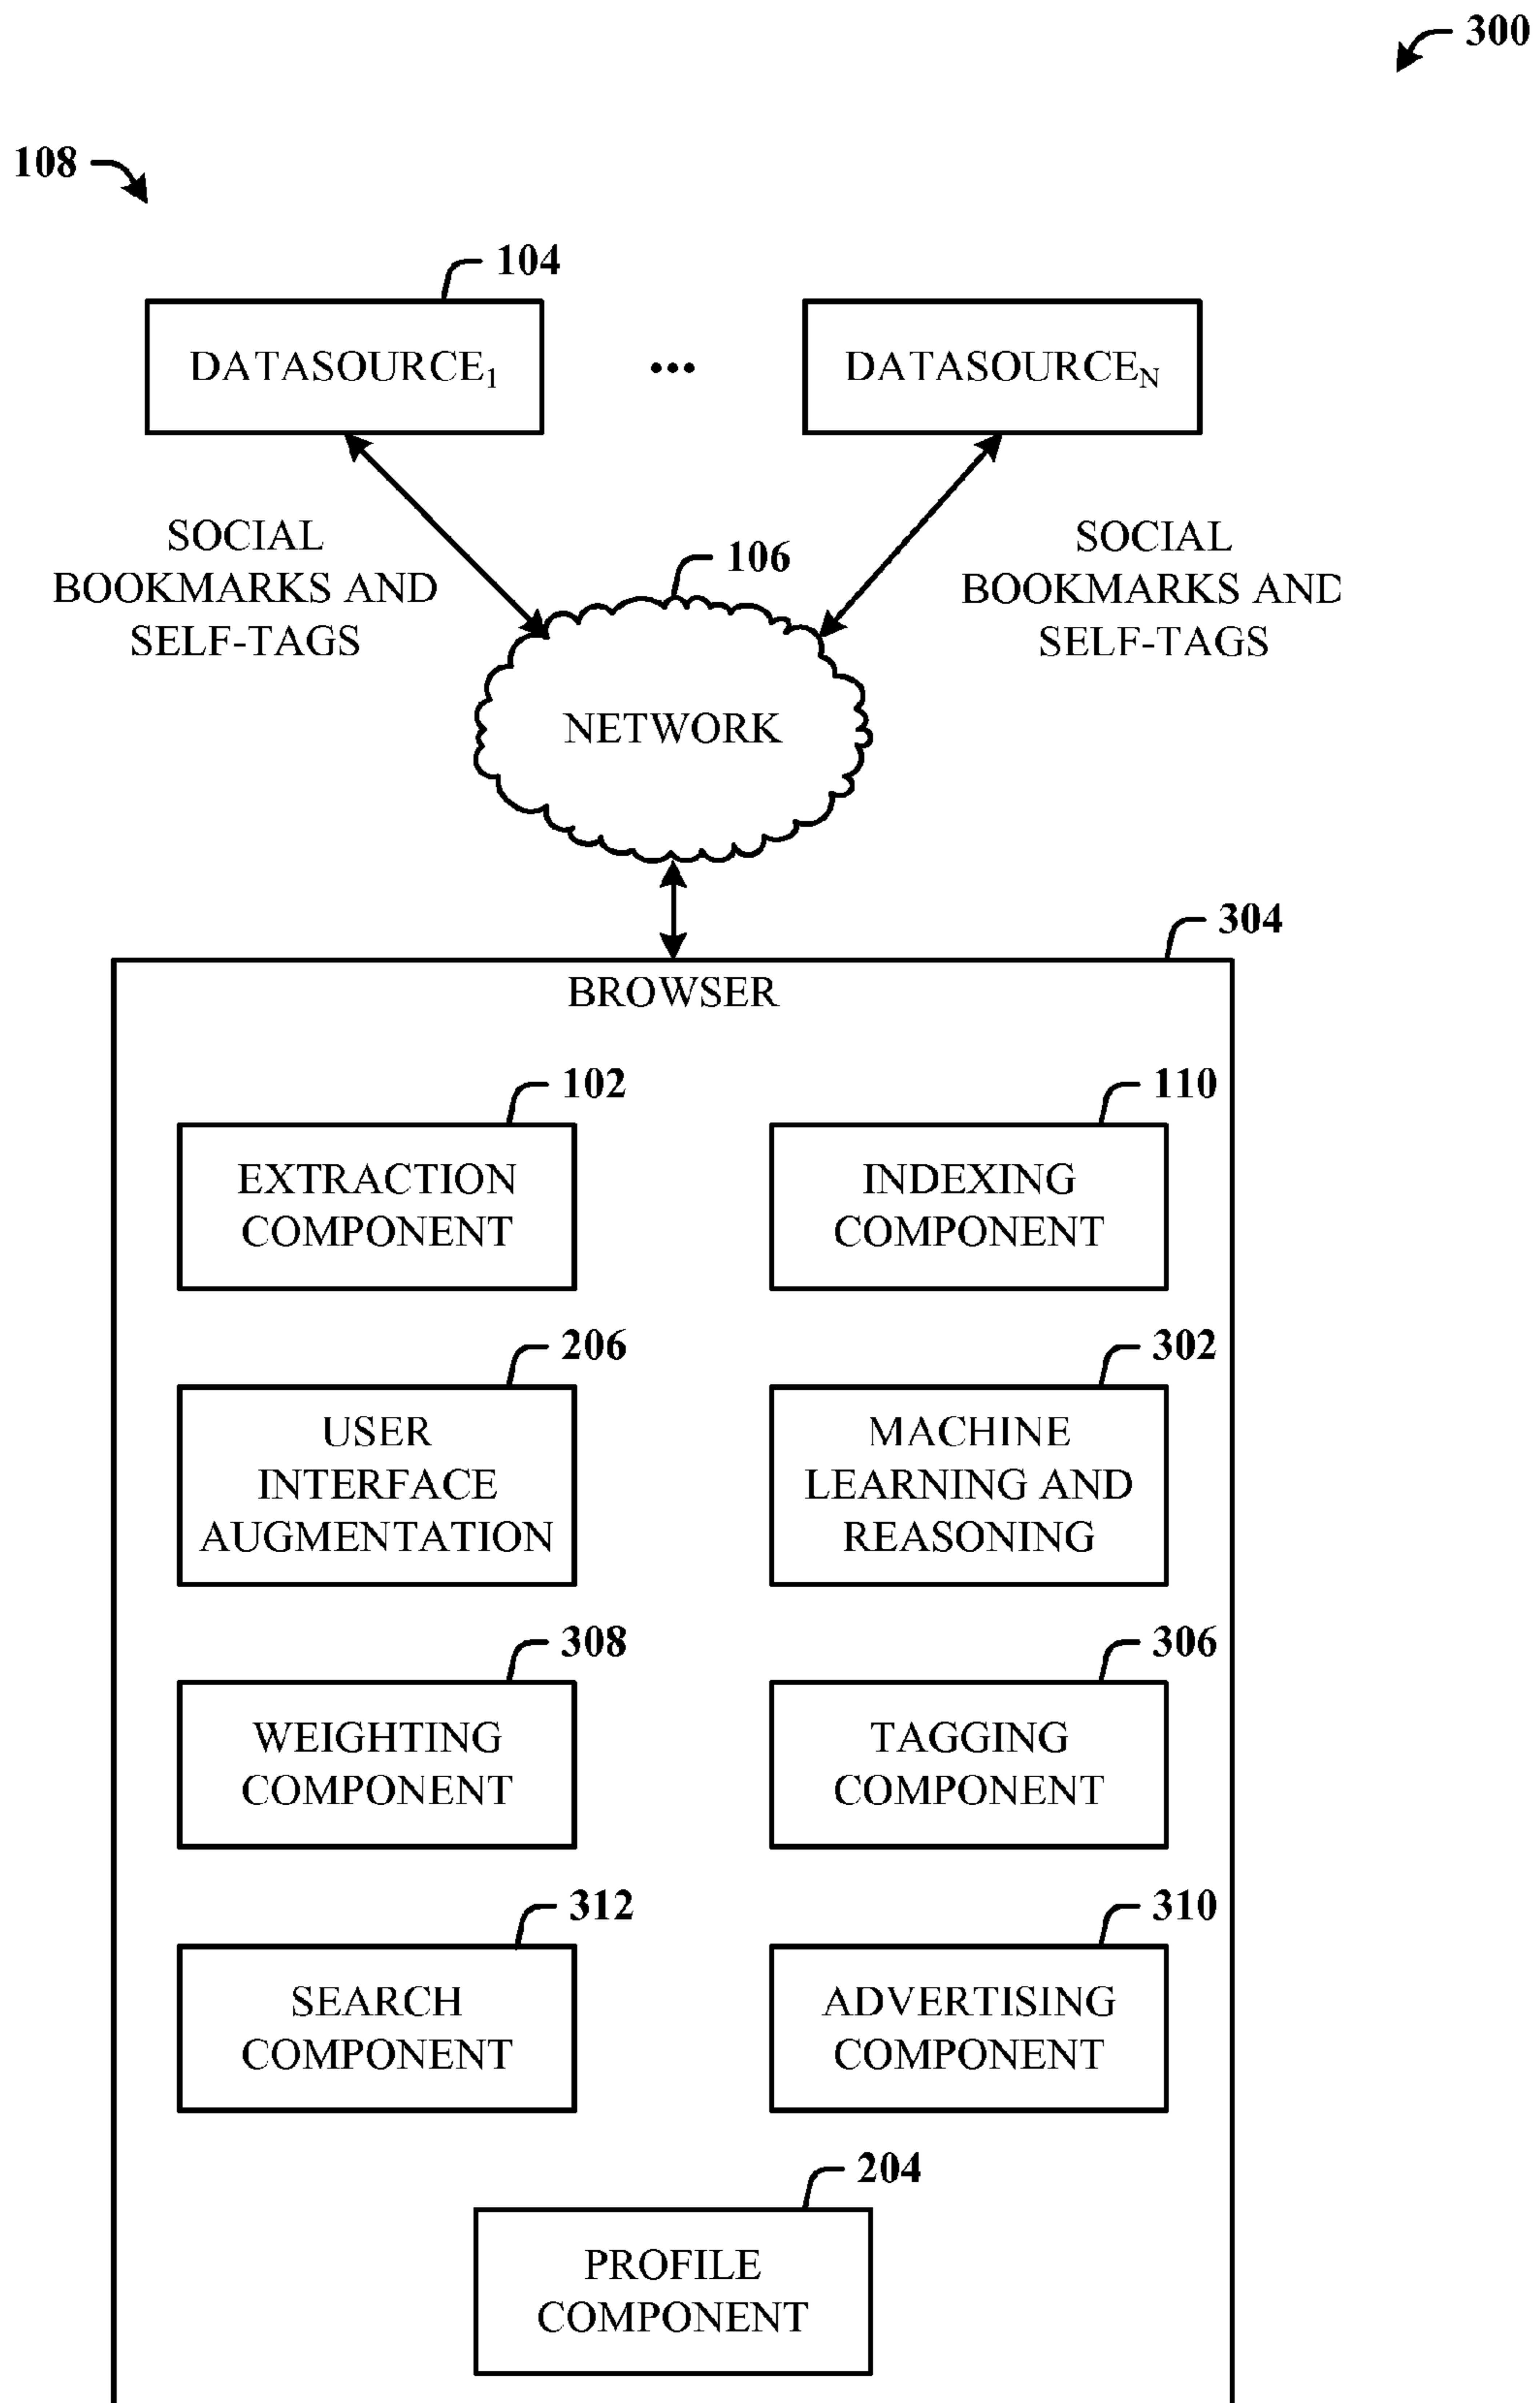 300
108
104
DATASOURCE1
...
DATASOURCEN
SOCIAL
BOOKMARKS AND
SELF-TAGS
106
SOCIAL
BOOKMARKS AND
SELF-TAGS
NETWORK
304
BROWSER
102
EXTRACTION
COMPONENT
110
INDEXING
COMPONENT
206
USER
INTERFACE
AUGMENTATION
302
MACHINE
LEARNING AND
REASONING
308
WEIGHTING
COMPONENT
306
TAGGING
COMPONENT
312
SEARCH
COMPONENT
310
ADVERTISING
COMPONENT
204
PROFILE
COMPONENT